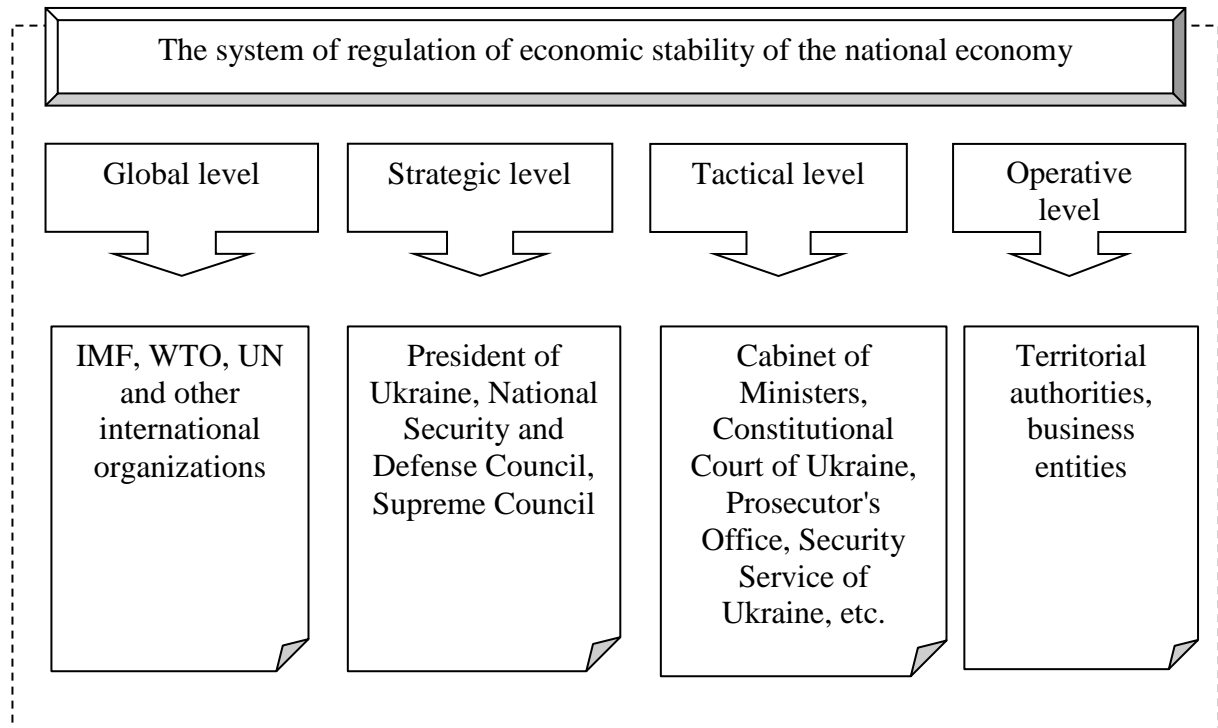 The system of regulation of economic stability of the national economy
Global level
Strategic level
Tactical level
Operative
level
IMF, WTO, UN
and other
international
organizations
President of
Ukraine, National
Security and
Defense Council,
Supreme Council
Cabinet of
Ministers,
Constitutional
Court of Ukraine,
Prosecutor's
Office, Security
Service of
Ukraine, etc.
Territorial
authorities,
business
entities